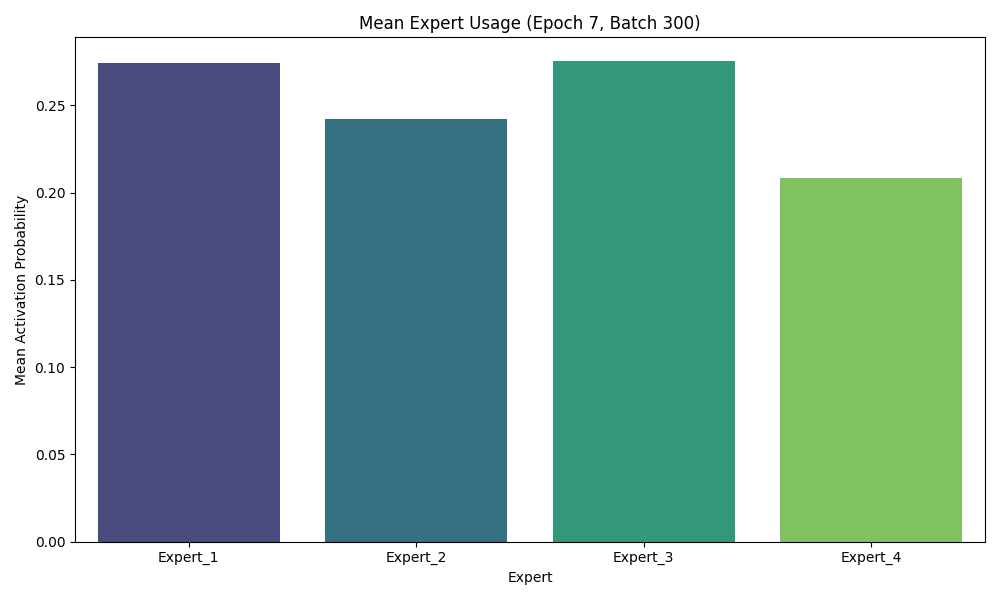 Mean Expert Usage (Epoch 7, Batch 300)
Mean Activation Probability
0.25
0.20
0.15
0.10
0.05
0.00
Expert_1 Expert_2 Expert_3 Expert_4
Expert